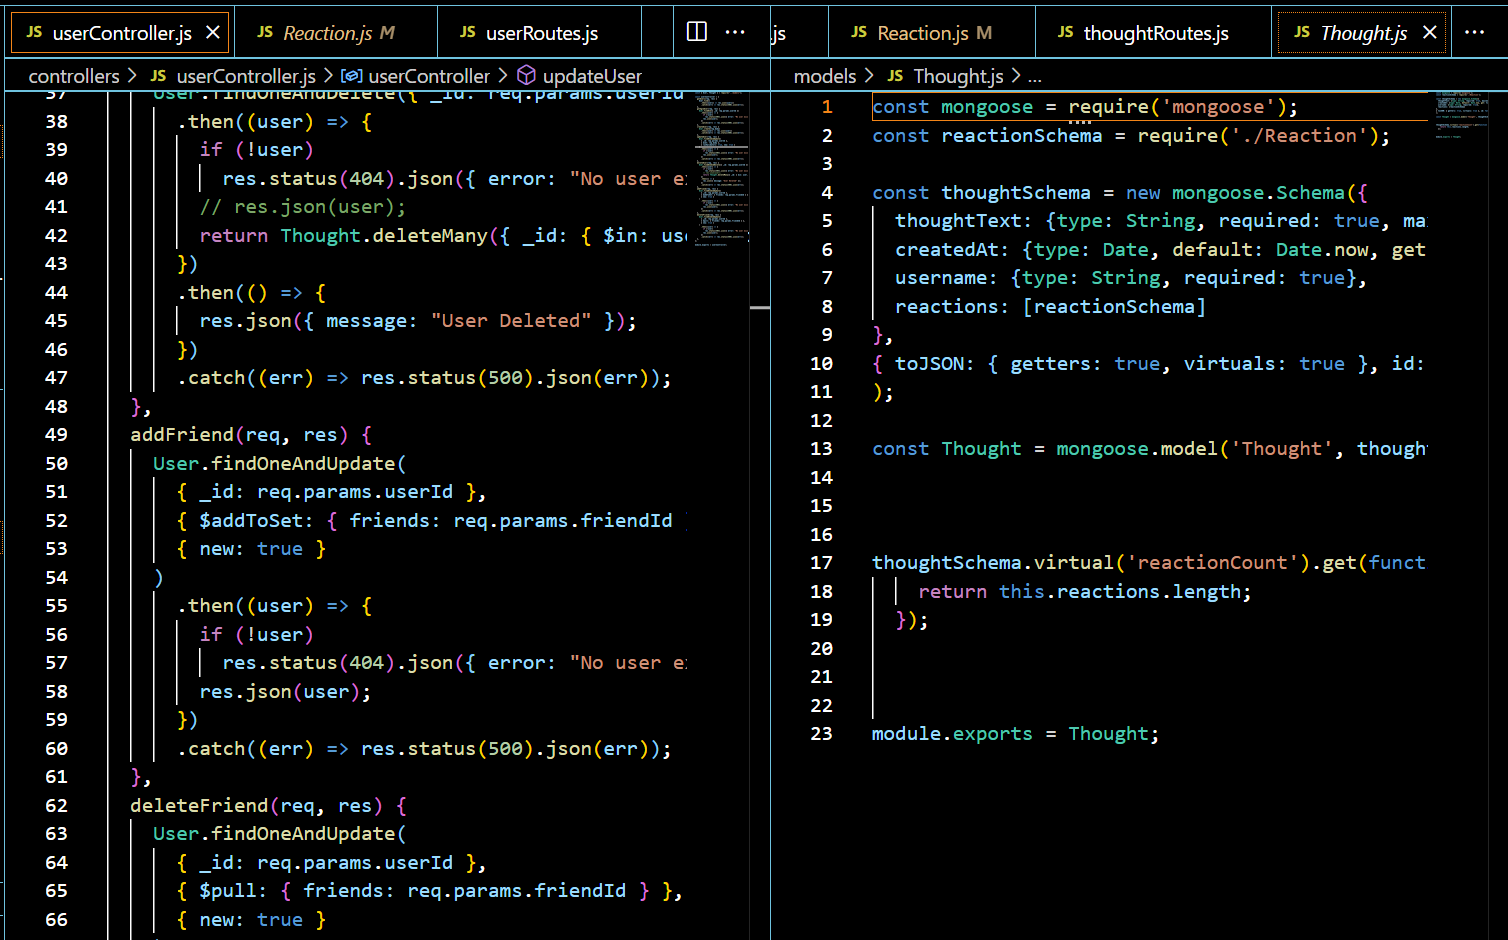 JS userController.js ×
JS Reaction.js M
JS userRoutes.js
...
controllers > JS userController.js > userController > updateUser
37 User.findOneAndDelete({ _id: req.params.userId
38 .then((user) => {
39 if (!user)
40 res.status(404).json({ error: "No user e
41 // res.json(user);
42 return Thought.deleteMany({ _id: { $in: use
43 })
44 .then(() => {
45 res.json({ message: "User Deleted" });
46 })
47 .catch((err) => res.status(500).json(err));
48 },
49 addFriend(req, res) {
50 User.findOneAndUpdate(
51 { _id: req.params.userId },
52 { $addToSet: { friends: req.params.friendId
53 { new: true }
54 )
55 .then((user) => {
56 if (!user)
57 res.status(404).json({ error: "No user e
58 res.json(user);
59 })
60 .catch((err) => res.status(500).json(err));
61 },
62 deleteFriend(req, res) {
63 User.findOneAndUpdate(
64 { _id: req.params.userId },
65 { $pull: { friends: req.params.friendId } },
66 { new: true }
.js
JS Reaction.js M
JS thoughtRoutes.js
JS Thought.js ×
...
models > JS Thought.js > ...
1 const mongoose = require('mongoose');
2 const reactionSchema = require('./Reaction');
3
4 const thoughtSchema = new mongoose.Schema({
5 thoughtText: {type: String, required: true, ma
6 createdAt: {type: Date, default: Date.now, get
7 username: {type: String, required: true},
8 reactions: [reactionSchema]
9 },
10 { toJSON: { getters: true, virtuals: true }, id:
11 );
12
13 const Thought = mongoose.model('Thought', though
14
15
16
17 thoughtSchema.virtual('reactionCount').get(funct
18 return this.reactions.length;
19 });
20
21
22
23 module.exports = Thought;